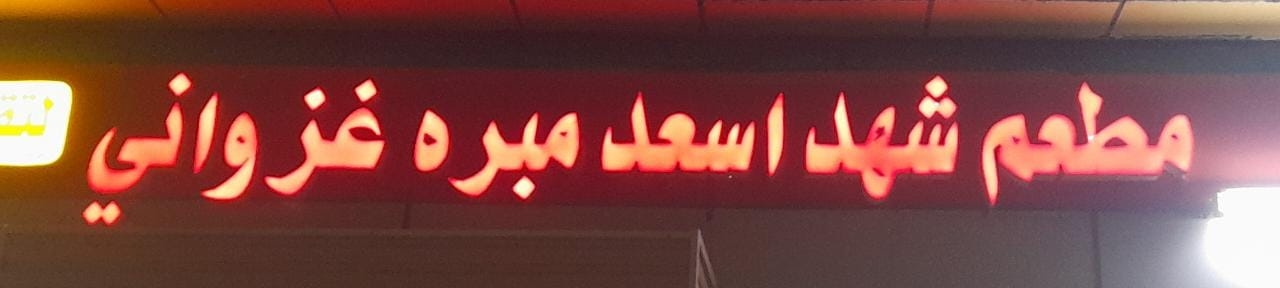 مطعم شهد اسعد مبره غزواني